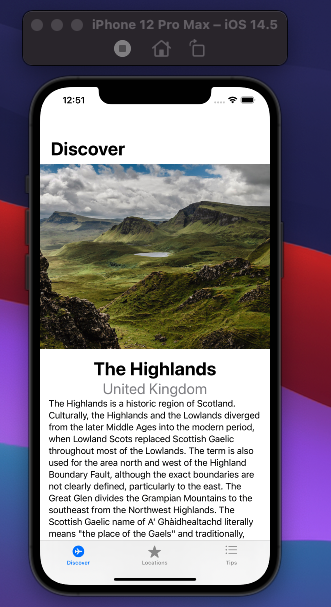 iPhone 12 Pro Max – iOS 14.5
12:51
Discover
The Highlands
United Kingdom
The Highlands is a historic region of Scotland.
Culturally, the Highlands and the Lowlands diverged
from the later Middle Ages into the modern period,
when Lowland Scots replaced Scottish Gaelic
throughout most of the Lowlands. The term is also
used for the area north and west of the Highland
Boundary Fault, although the exact boundaries are
not clearly defined, particularly to the east. The
Great Glen divides the Grampian Mountains to the
southeast from the Northwest Highlands. The
Scottish Gaelic name of A' Ghàidhealtachd literally
means "the place of the Gaels" and traditionally,
Discover Locations Tips